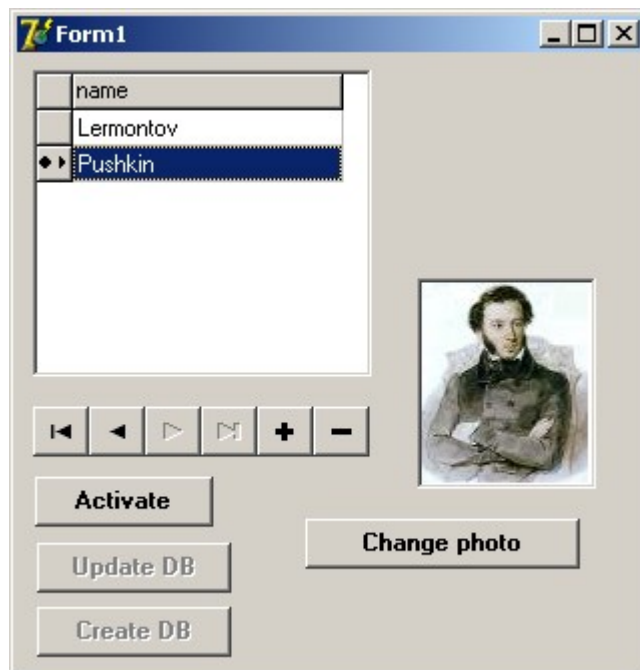 Form1
name
Lermontov
Pushkin
Activate
Change photo
Update DB
Create DB